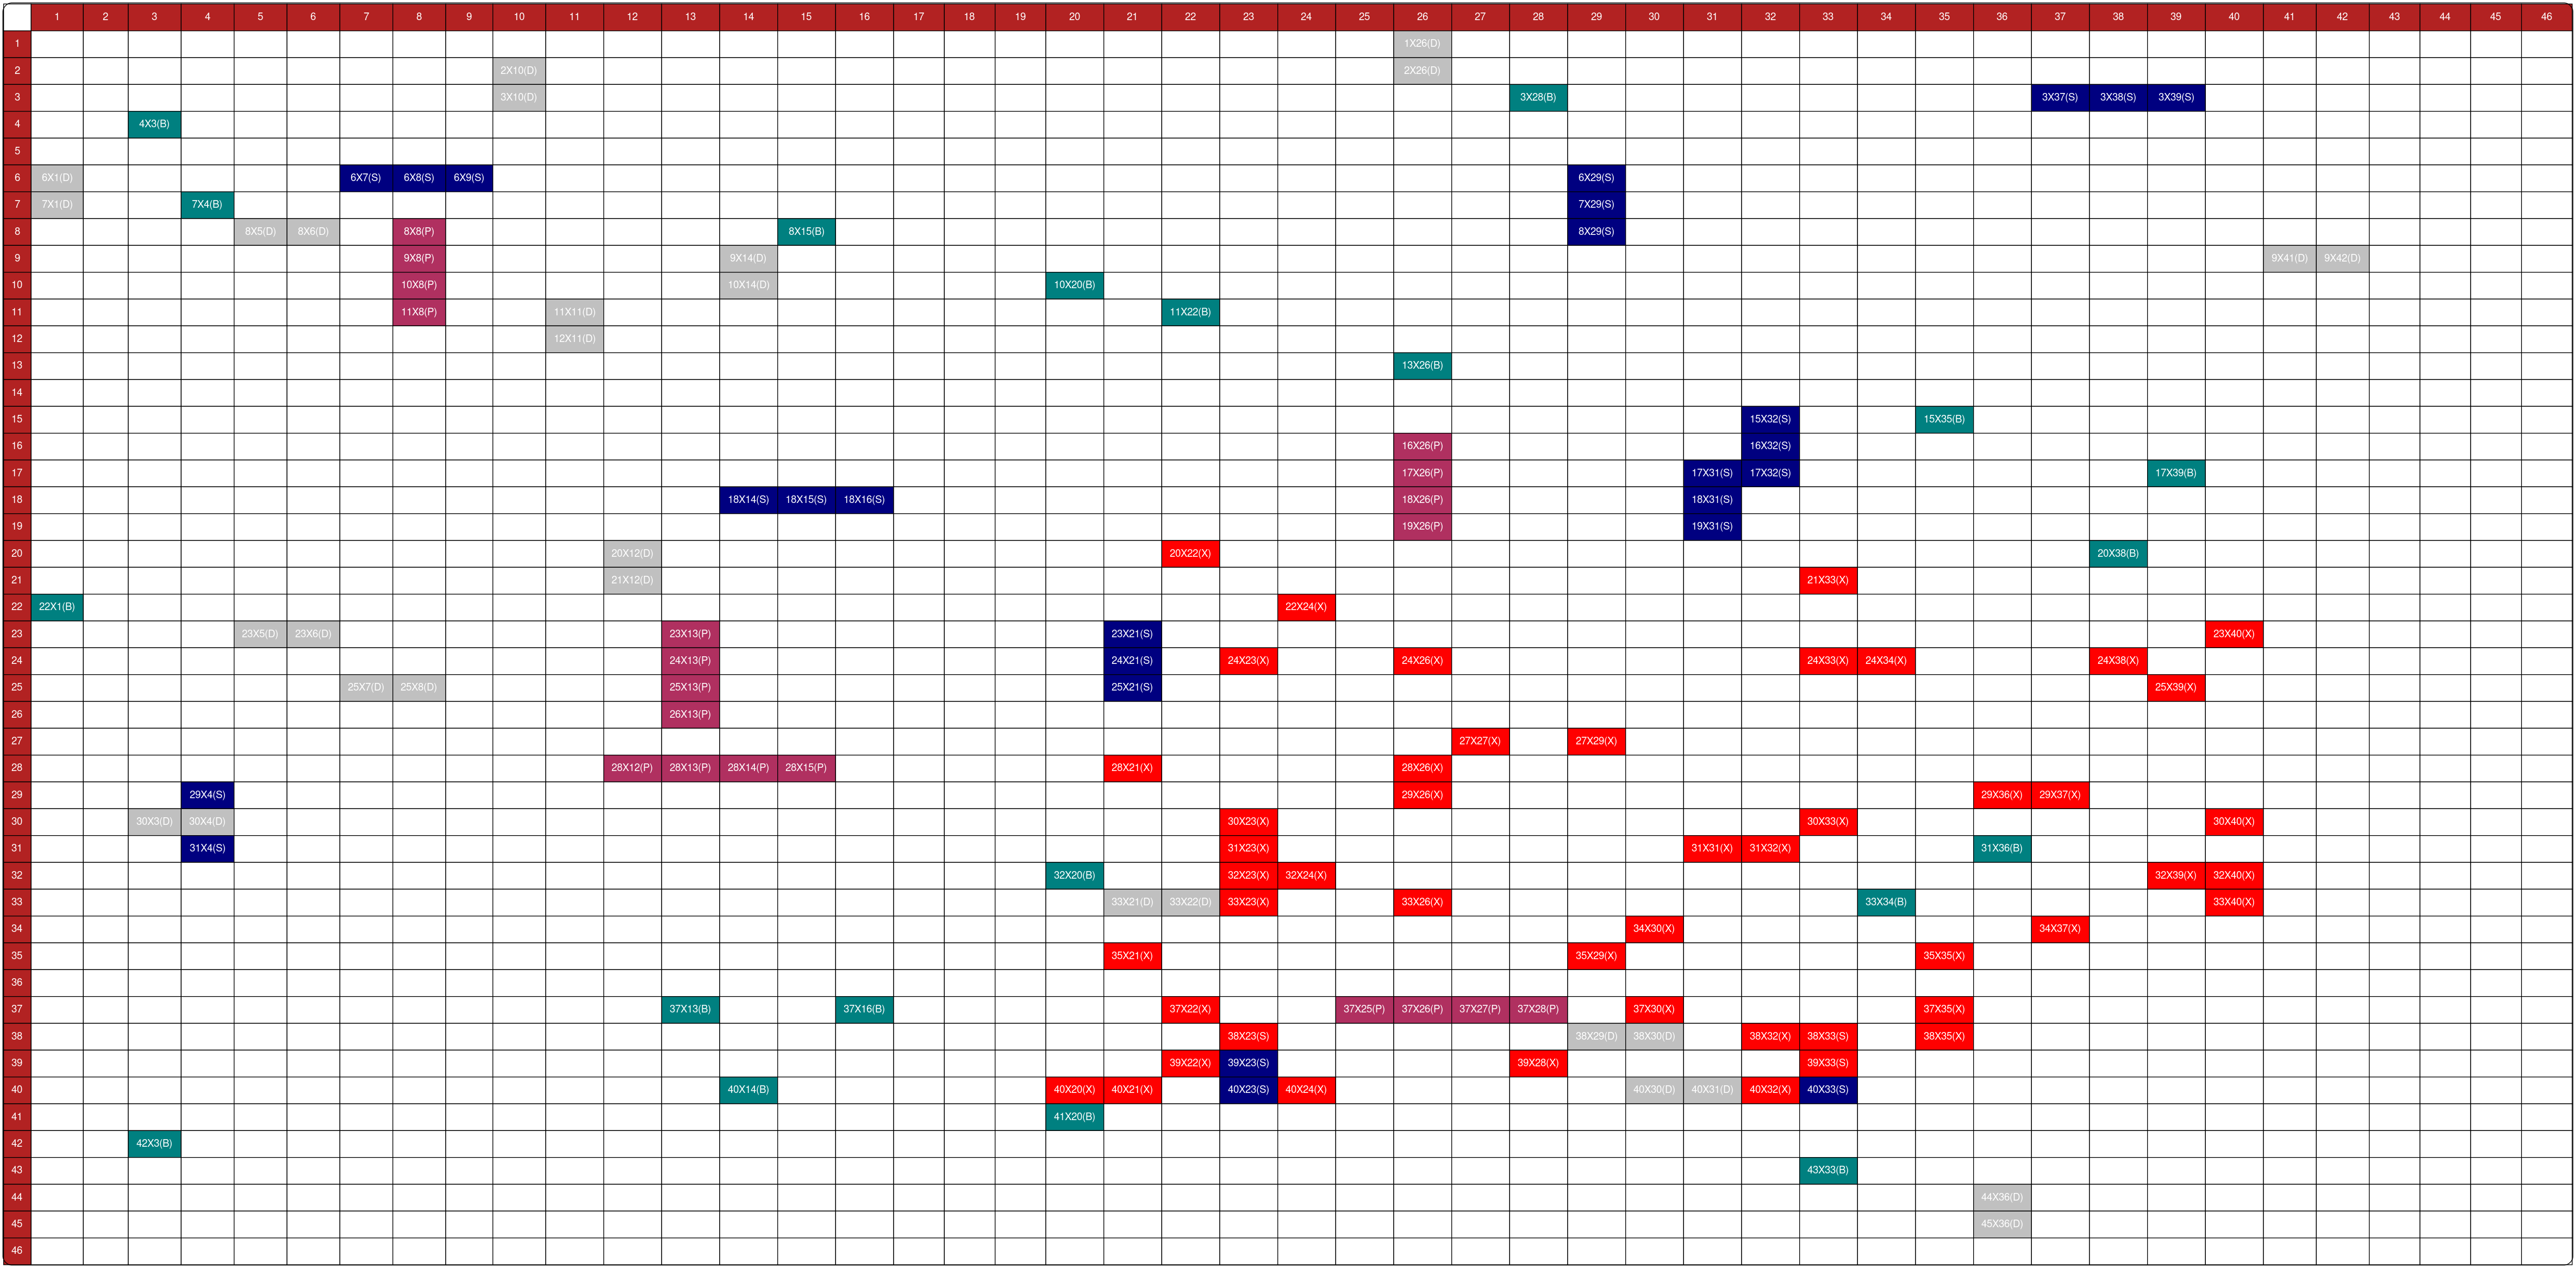 1 2 3 4 5 6 7 8 9 10 11 12 13 14 15 16 17 18 19 20 21 22 23 24 25 26 27 28 29 30 31 32 33 34 35 36 37 38 39 40 41 42 43 44 45 46
1 1X26(D)
2 2X10(D) 2X26(D)
3 3X10(D) 3X28(B) 3X37(S) 3X38(S) 3X39(S)
4 4X3(B)
5
6 6X1(D) 6X7(S) 6X8(S) 6X9(S) 6X29(S)
7 7X1(D) 7X4(B) 7X29(S)
8 8X5(D) 8X6(D) 8X8(P) 8X15(B) 8X29(S)
9 9X8(P) 9X14(D) 9X41(D) 9X42(D)
10 10X8(P) 10X14(D) 10X20(B)
11 11X8(P) 11X11(D) 11X22(B)
12 12X11(D)
13 13X26(B)
14
15 15X32(S) 15X35(B)
16 16X26(P) 16X32(S)
17 17X26(P) 17X31(S) 17X32(S) 17X39(B)
18 18X14(S) 18X15(S) 18X16(S) 18X26(P) 18X31(S)
19 19X26(P) 19X31(S)
20 20X12(D) 20X22(X) 20X38(B)
21 21X12(D) 21X33(X)
22 22X1(B) 22X24(X)
23 23X5(D) 23X6(D) 23X13(P) 23X21(S) 23X40(X)
24 24X13(P) 24X21(S) 24X23(X) 24X26(X) 24X33(X) 24X34(X) 24X38(X)
25 25X7(D) 25X8(D) 25X13(P) 25X21(S) 25X39(X)
26 26X13(P)
27 27X27(X) 27X29(X)
28 28X12(P) 28X13(P) 28X14(P) 28X15(P) 28X21(X) 28X26(X)
29 29X4(S) 29X26(X) 29X36(X) 29X37(X)
30 30X3(D) 30X4(D) 30X23(X) 30X33(X) 30X40(X)
31 31X4(S) 31X23(X) 31X31(X) 31X32(X) 31X36(B)
32 32X20(B) 32X23(X) 32X24(X) 32X39(X) 32X40(X)
33 33X21(D) 33X22(D) 33X23(X) 33X26(X) 33X34(B) 33X40(X)
34 34X30(X) 34X37(X)
35 35X21(X) 35X29(X) 35X35(X)
36
37 37X13(B) 37X16(B) 37X22(X) 37X25(P) 37X26(P) 37X27(P) 37X28(P) 37X30(X) 37X35(X)
38 38X23(S) 38X29(D) 38X30(D) 38X32(X) 38X33(S) 38X35(X)
39 39X22(X) 39X23(S) 39X28(X) 39X33(S)
40 40X14(B) 40X20(X) 40X21(X) 40X23(S) 40X24(X) 40X30(D) 40X31(D) 40X32(X) 40X33(S)
41 41X20(B)
42 42X3(B)
43 43X33(B)
44 44X36(D)
45 45X36(D)
46